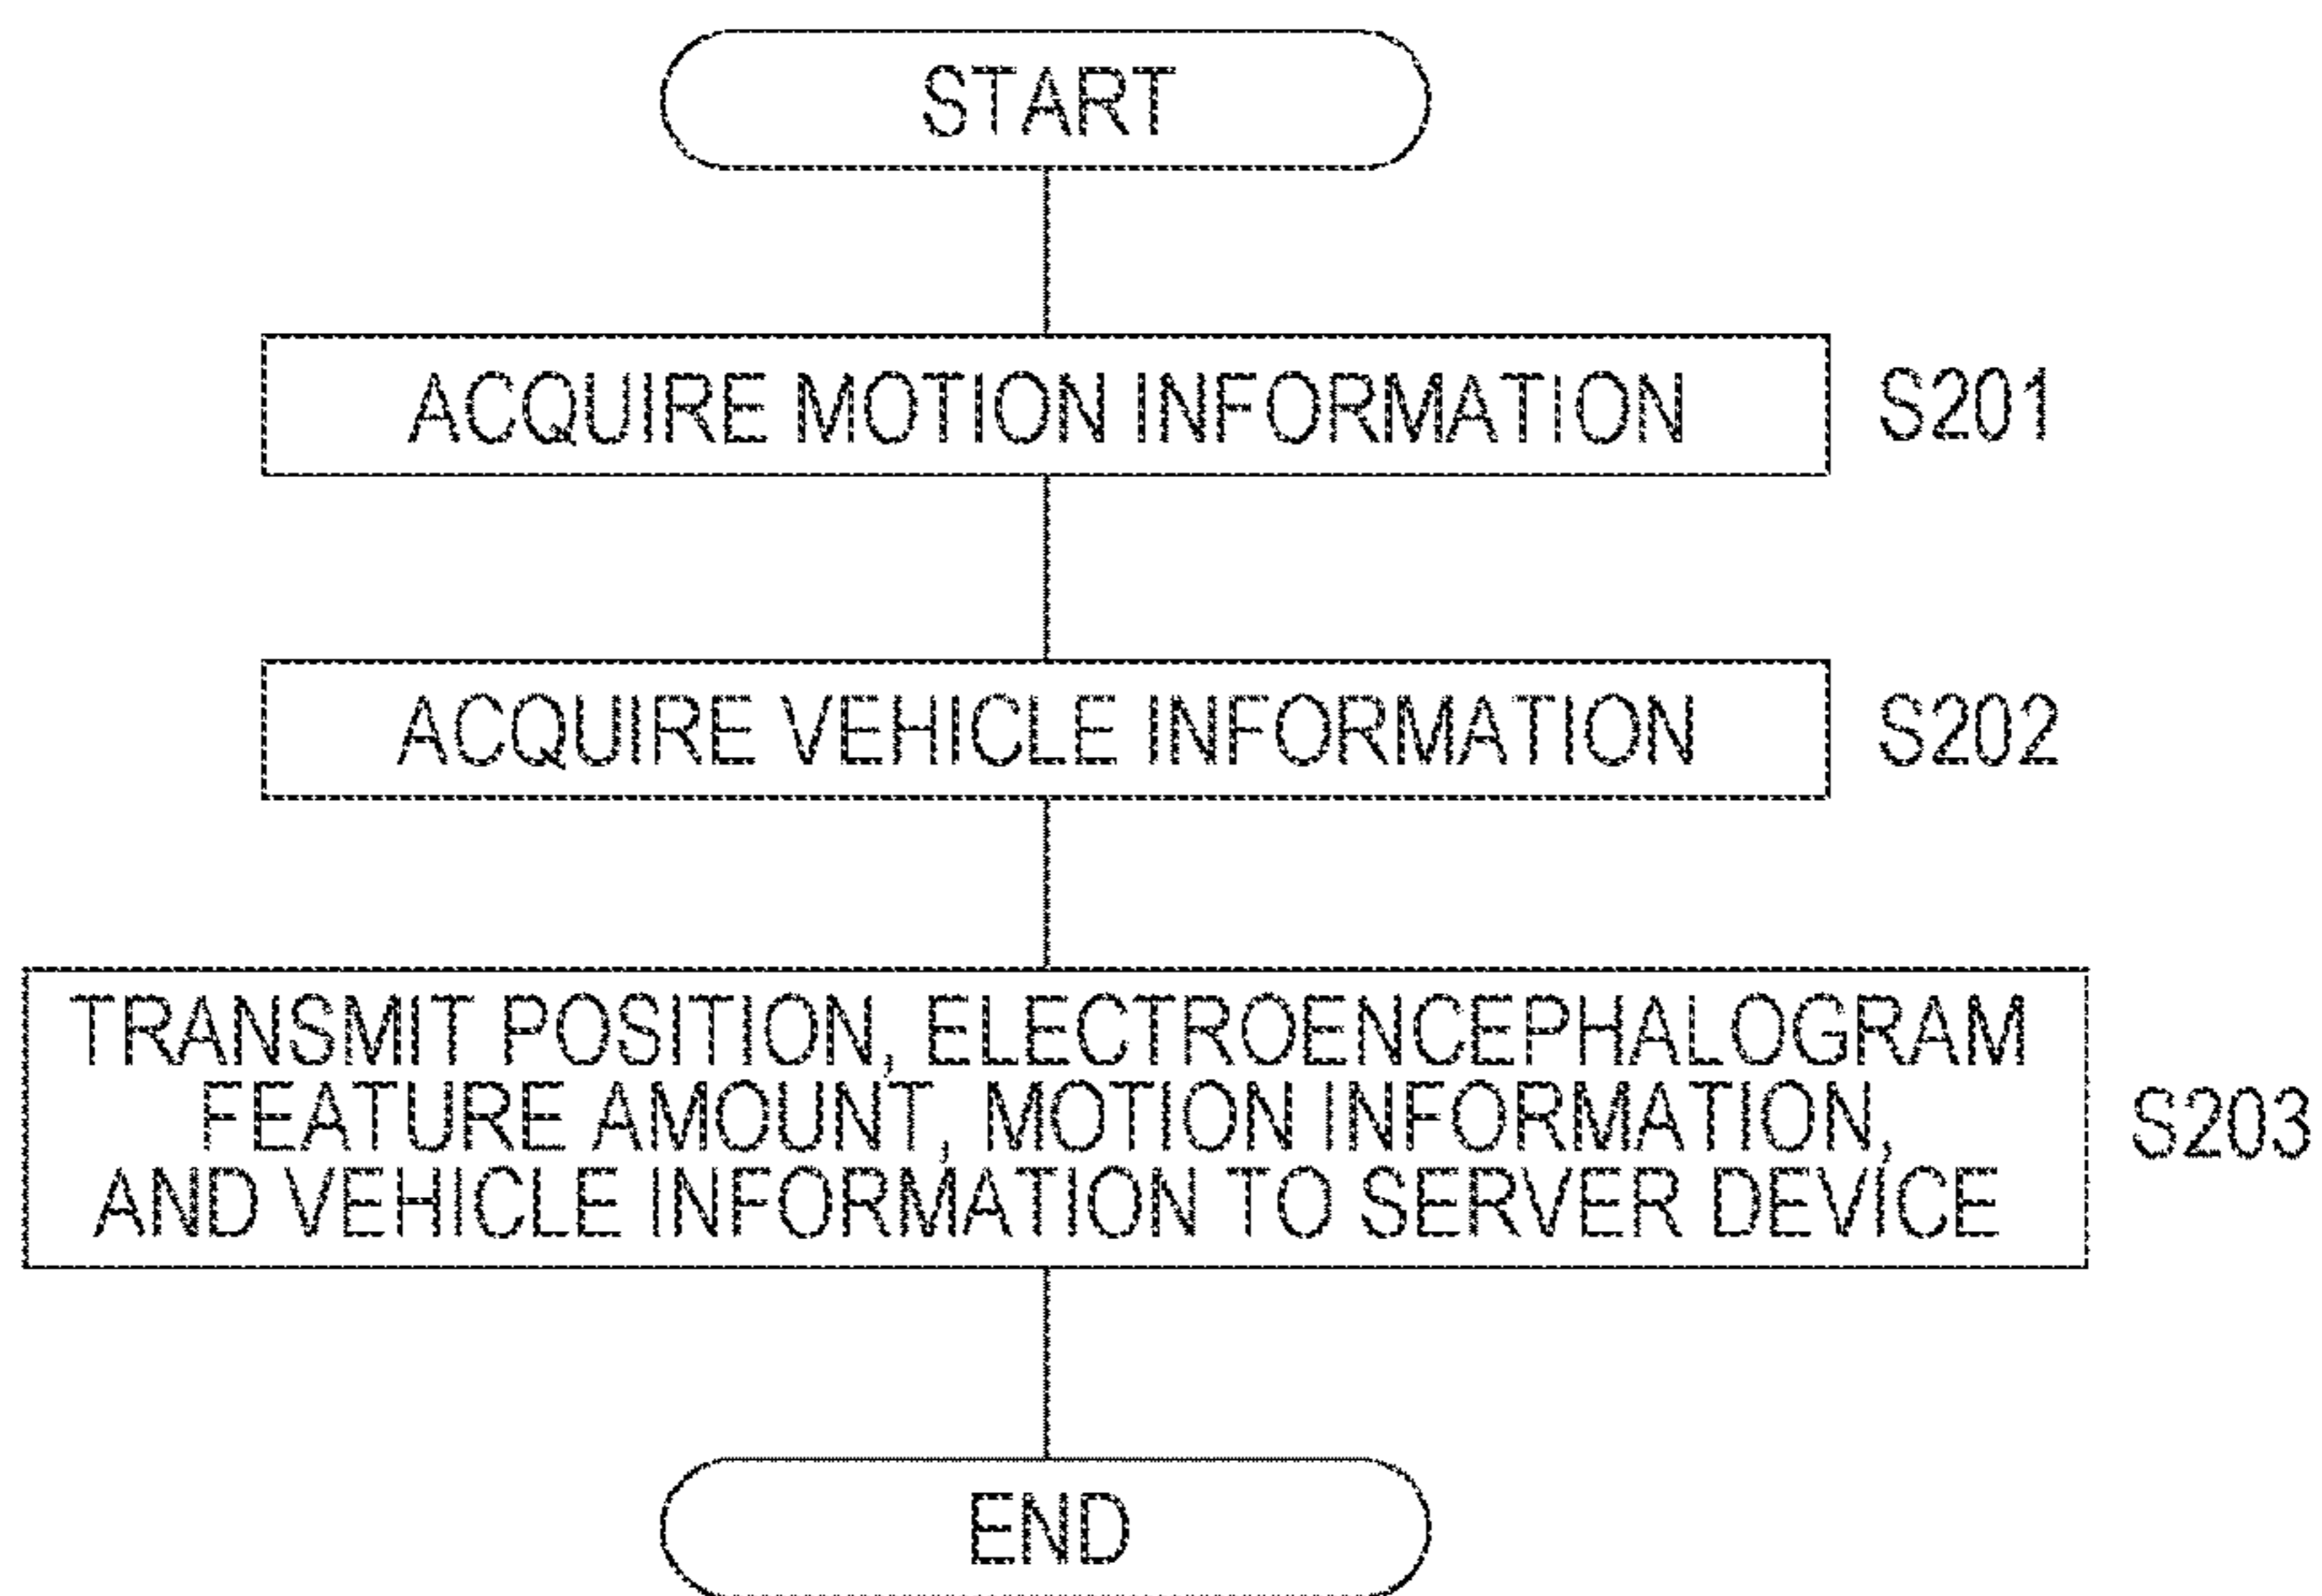 START
ACQUIRE MOTION INFORMATION S201
ACQUIRE VEHICLE INFORMATION S202
TRANSMIT POSITION, ELECTROENCEPHALOGRAM
FEATURE AMOUNT, MOTION INFORMATION,
AND VEHICLE INFORMATION TO SERVER DEVICE
S203
END